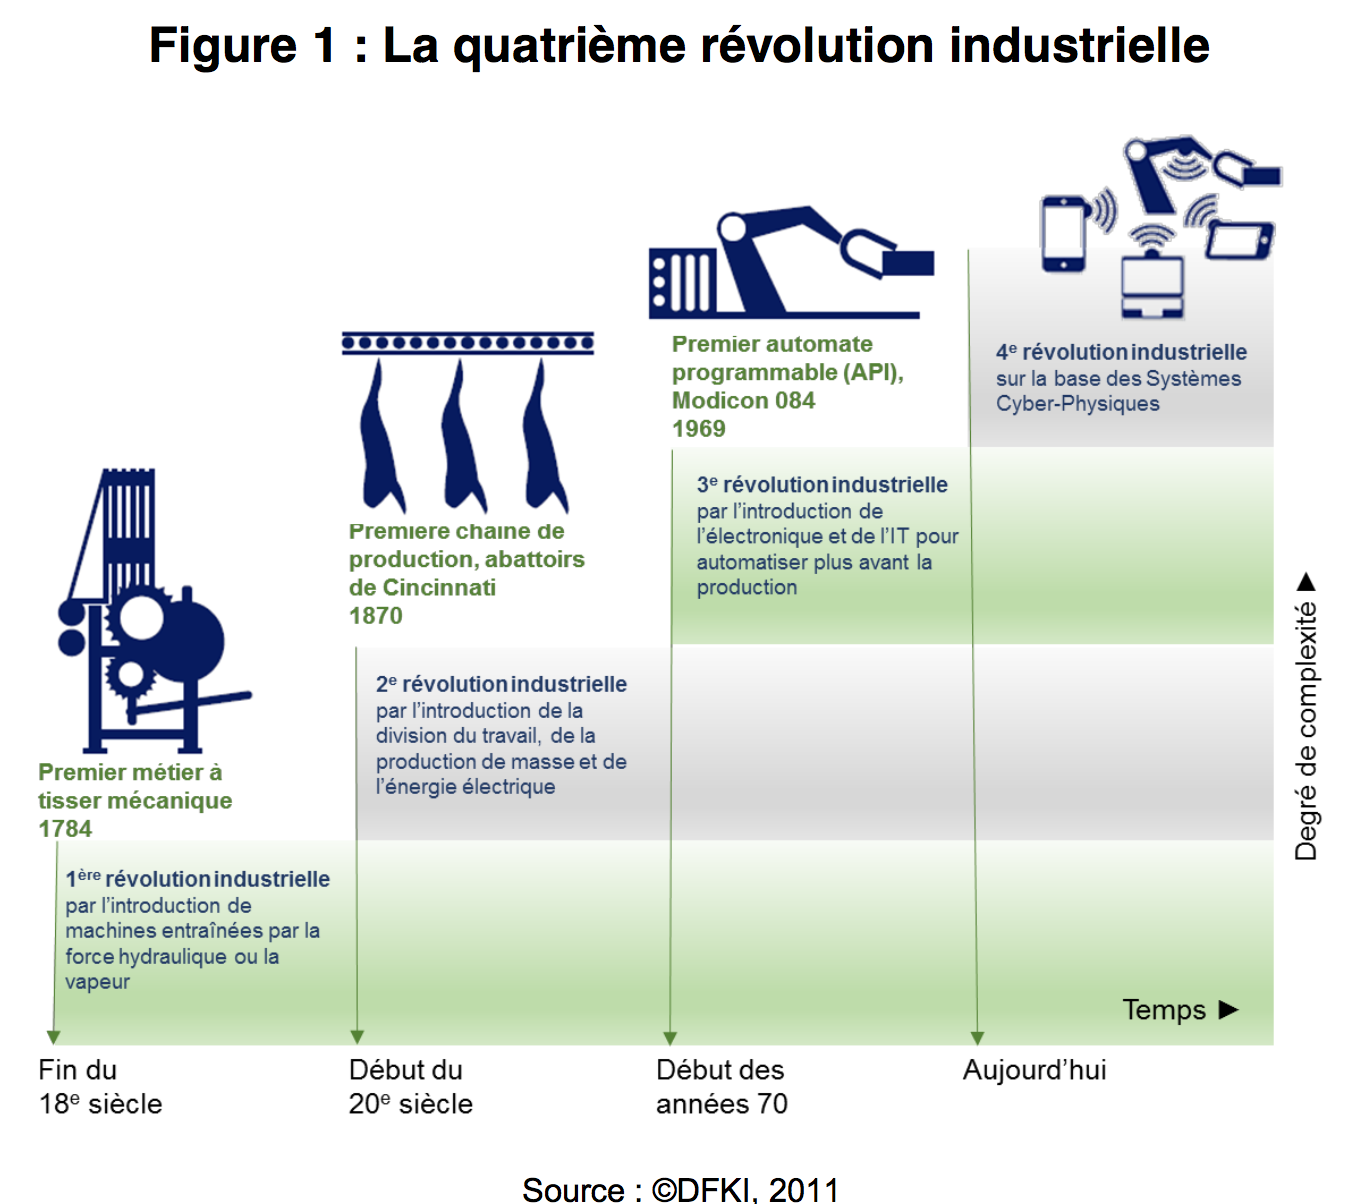 Figure 1 : La quatrième révolution industrielle
Premier automate
programmable (API),
Modicon 084
1969
4e révolution industrielle
sur la base des Systèmes
Cyber-Physiques
3e révolution industrielle
par l'introduction de
l'électronique et de l'IT pour
automatiser plus avant la
production
Première chaîne de
production, abattoirs
de Cincinnati
1870
2e révolution industrielle
par l'introduction de la
division du travail, de la
production de masse et de
l'énergie électrique
Premier métier à
tisser mécanique
1784
1ère révolution industrielle
par l'introduction de
machines entraînées par la
force hydraulique ou la
vapeur
Degré de complexité ▶
Temps ▶
Fin du
18e siècle
Début du
20e siècle
Début des
années 70
Aujourd'hui
Source : ©DFKI, 2011